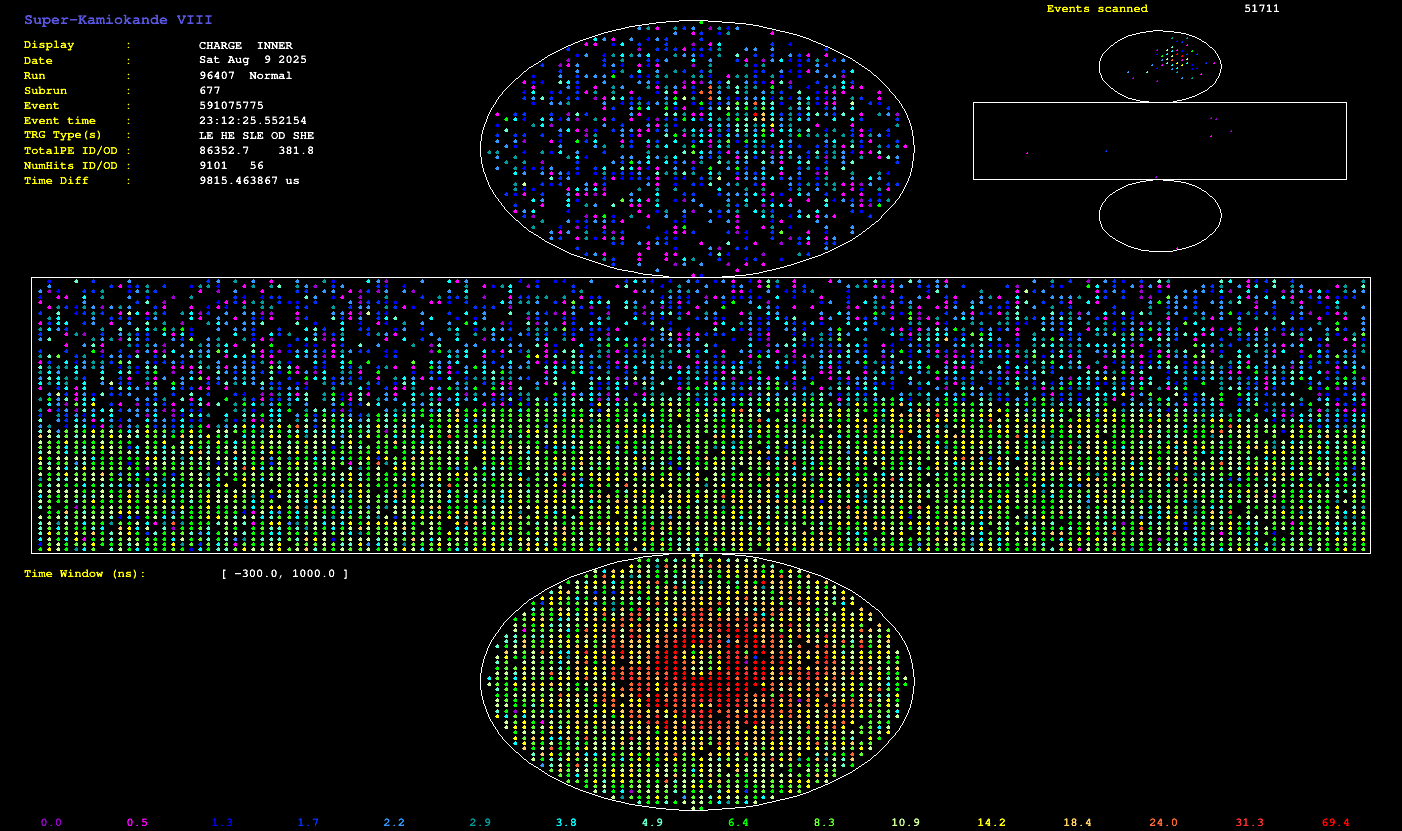 Super-Kamiokande VIII
Events scanned 51711
Display : CHARGE INNER
Date : Sat Aug 9 2025
Run : 96407 Normal
Subrun : 677
Event : 591075775
Event time : 23:12:25.552154
TRG Type(s) : LE HE SLE OD SHE
TotalPE ID/OD : 86352.7 381.8
NumHits ID/OD : 9101 56
Time Diff : 9815.463867 us
Time Window (ns): [ -300.0, 1000.0 ]
0.0 0.5 1.3 1.7 2.2 2.9 3.8 4.9 6.4 8.3 10.9 14.2 18.4 24.0 31.3 69.4